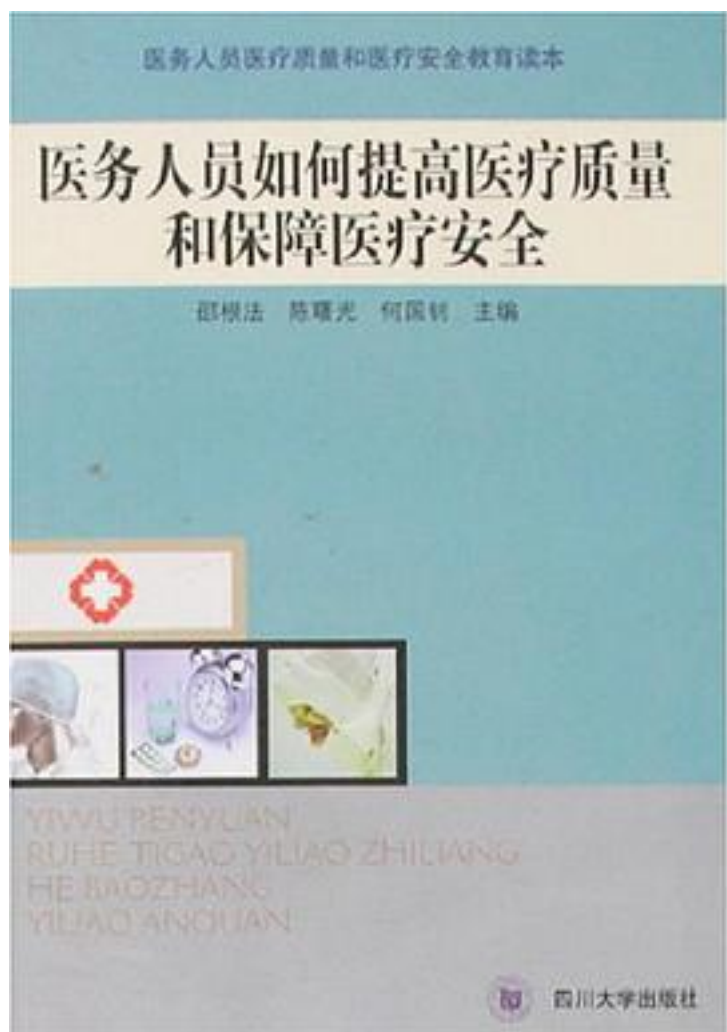 医务人员医疗质量和医疗安全教育读本
医务人员如何提高医疗质量
和保障医疗安全
邵根法 陈曙光 何国钊 主编
YIWU RENYUAN
RUHE TIGAO YILIAO ZHILIANG
HE BAOZHANG
YILIAO ANQUAN
四川大学出版社